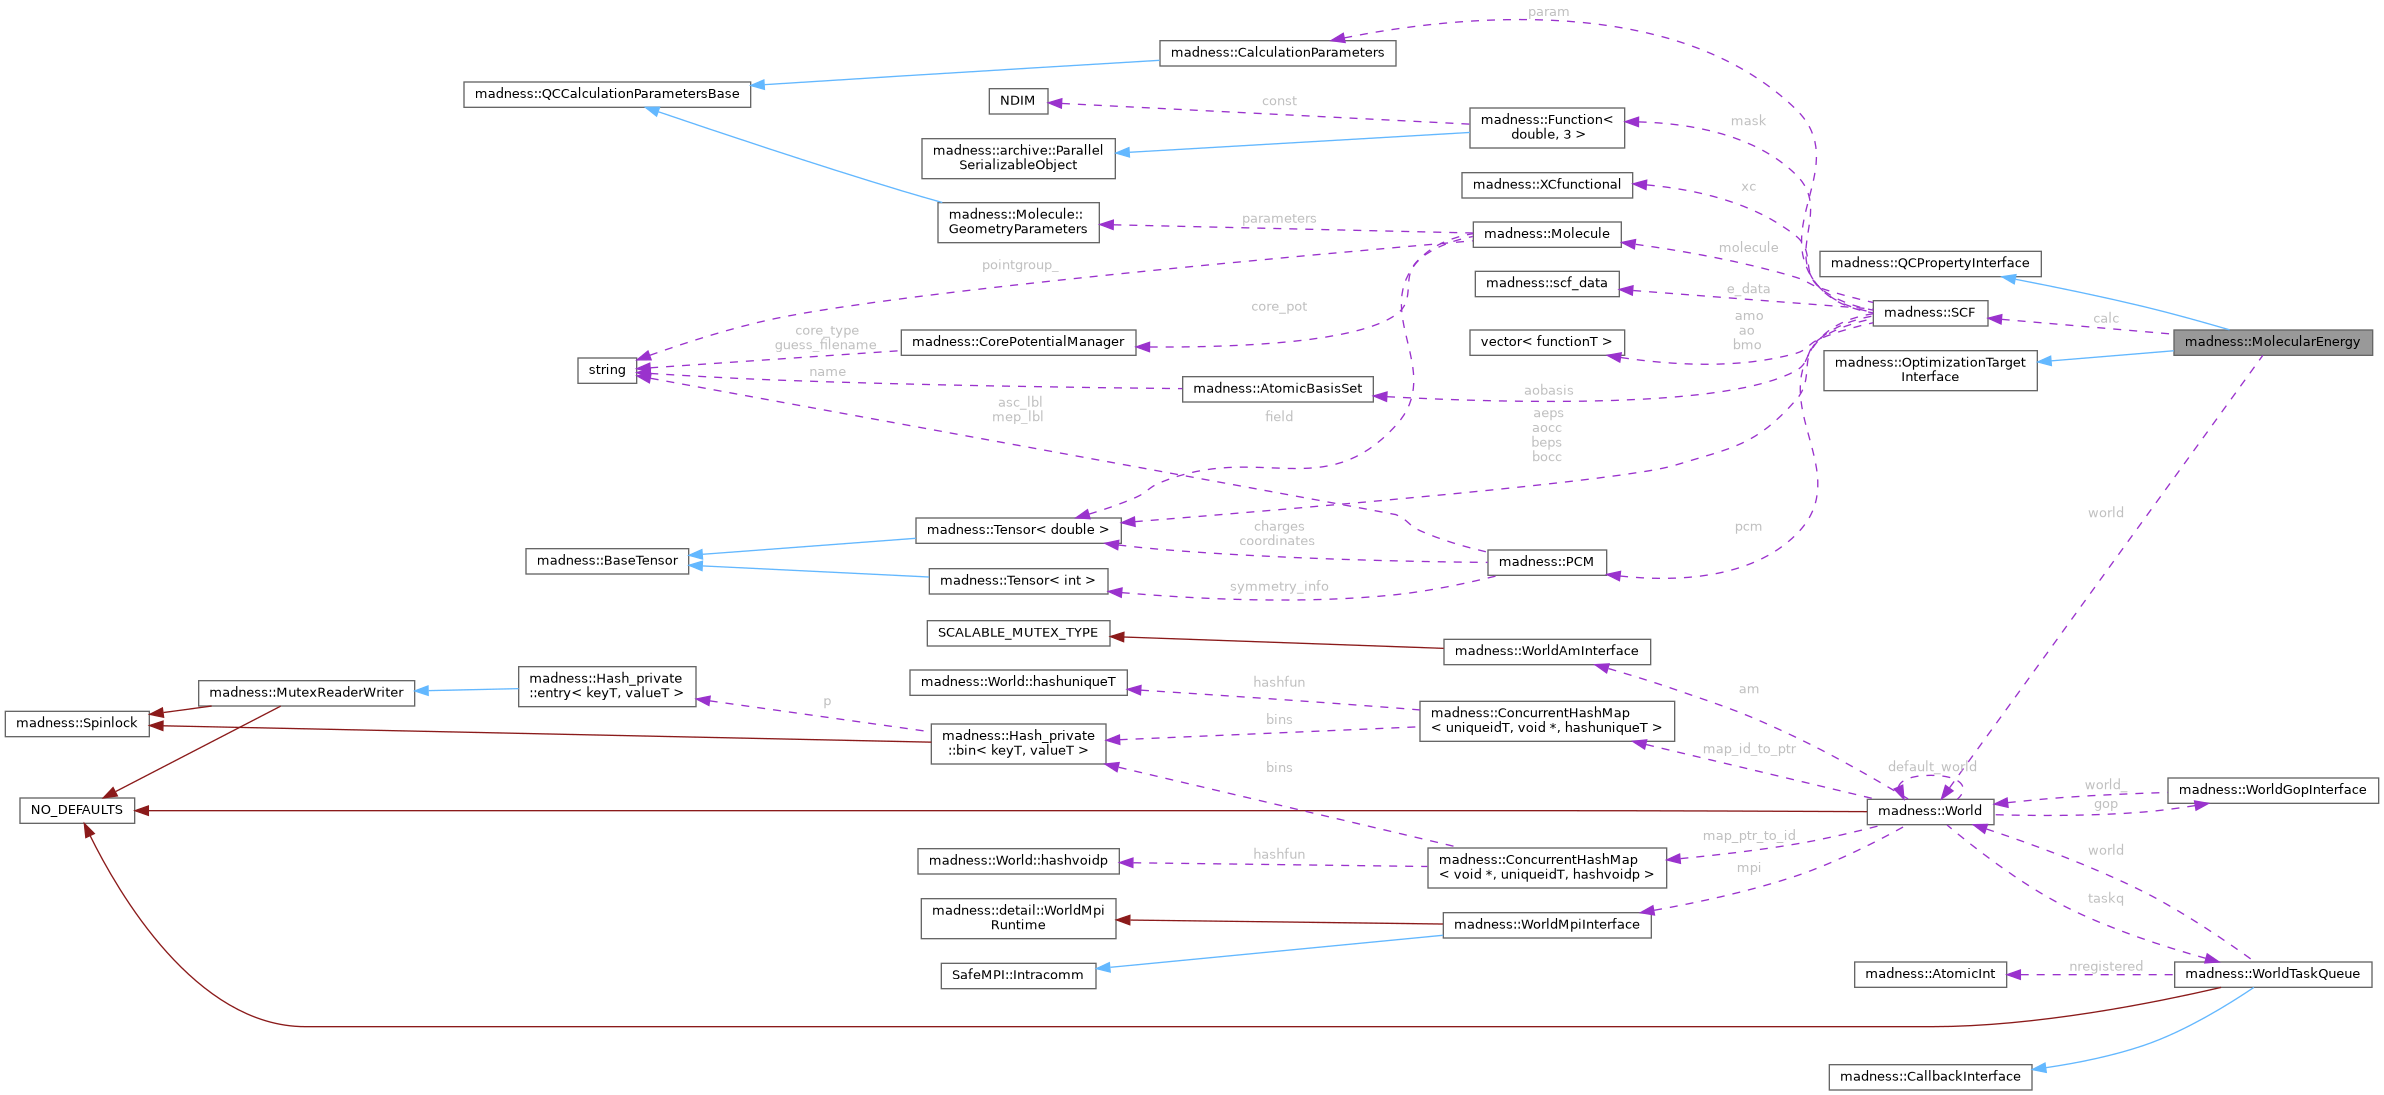 param
madness::CalculationParameters
madness::QCCalculationParametersBase
NDIM
const
madness::Function<
double, 3 >
mask
madness::archive::Parallel
SerializableObject
madness::XCfunctional
xc
madness::Molecule::
GeometryParameters
parameters
madness::Molecule
molecule
pointgroup_
madness::QCPropertyInterface
madness::scf_data
e_data
core_pot
madness::SCF
calc
amo
ao
bmo
core_type
guess_filename
madness::CorePotentialManager
vector< functionT >
madness::MolecularEnergy
madness::OptimizationTarget
Interface
string
name
madness::AtomicBasisSet
aobasis
asc_lbl
mep_lbl
field
aeps
aocc
beps
bocc
world
madness::Tensor< double >
charges
coordinates
pcm
madness::BaseTensor
madness::PCM
madness::Tensor< int >
symmetry_info
SCALABLE_MUTEX_TYPE
madness::WorldAmInterface
madness::World::hashuniqueT
hashfun
am
madness::Hash_private
::entry< keyT, valueT >
madness::MutexReaderWriter
p
madness::Spinlock
madness::Hash_private
::bin< keyT, valueT >
bins
madness::ConcurrentHashMap
< uniqueidT, void *, hashuniqueT >
map_id_to_ptr
bins
default_world
world_
gop
madness::WorldGopInterface
NO_DEFAULTS
madness::World
map_ptr_to_id
madness::World::hashvoidp
hashfun
madness::ConcurrentHashMap
< void *, uniqueidT, hashvoidp >
mpi
world
taskq
madness::detail::WorldMpi
Runtime
madness::WorldMpiInterface
SafeMPI::Intracomm
madness::AtomicInt
nregistered
madness::WorldTaskQueue
madness::CallbackInterface